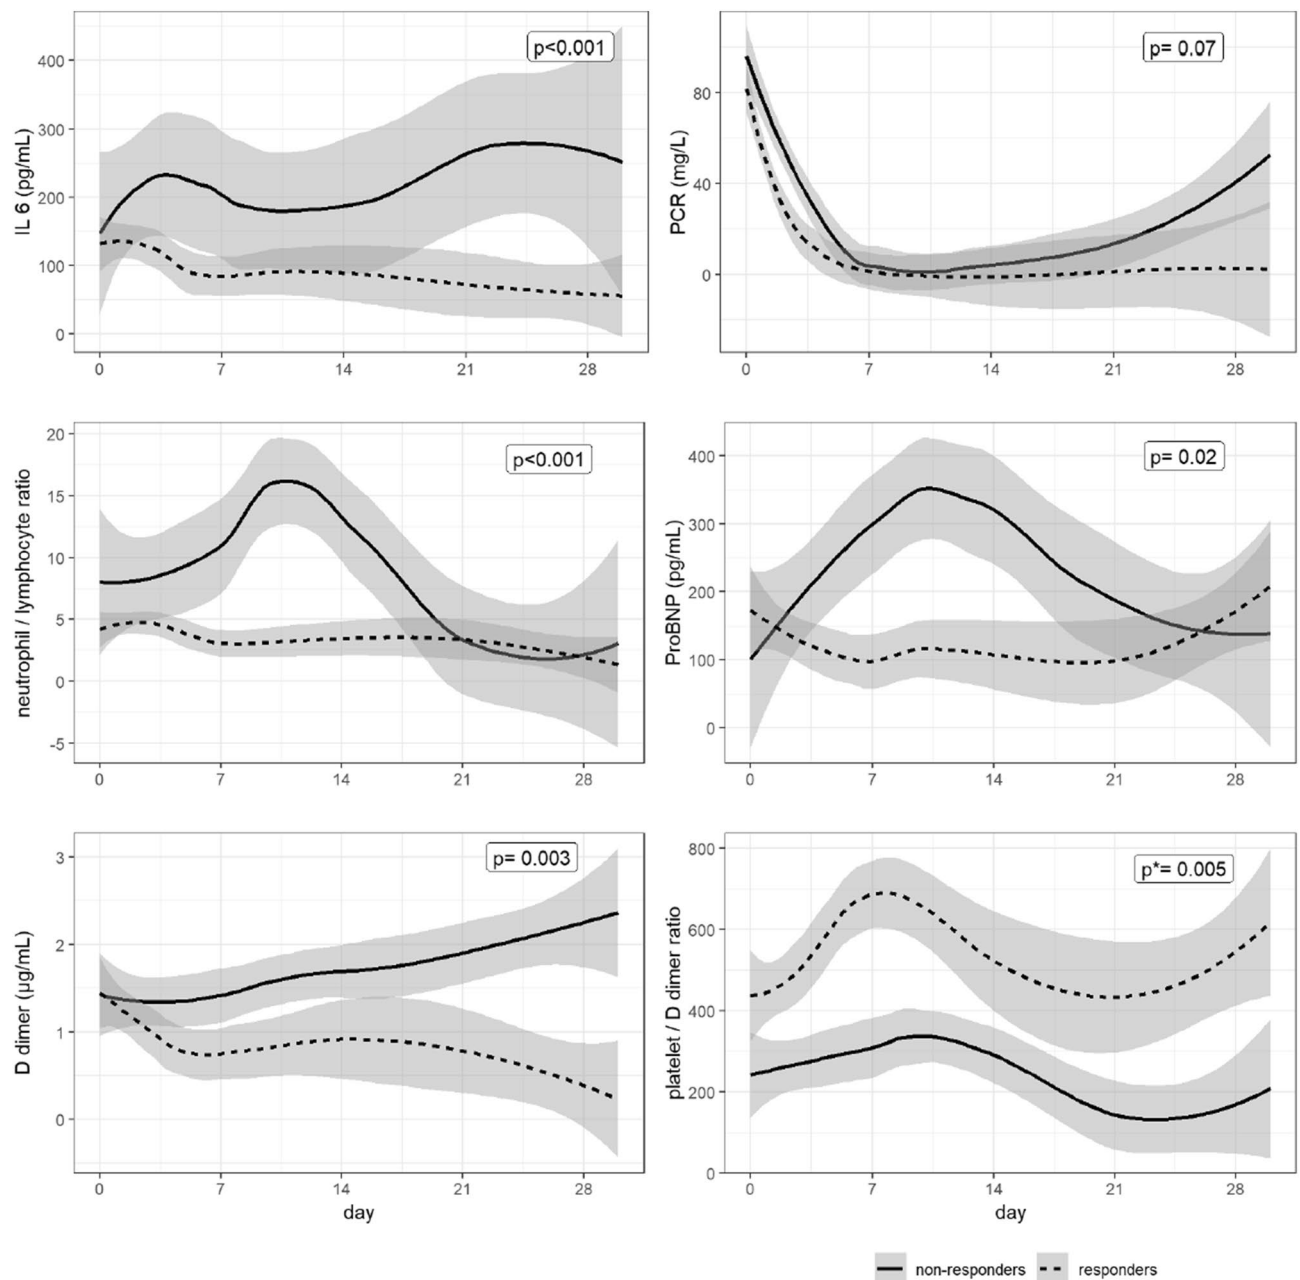 IL 6 (pg/mL)
400
300
200
100
0
p<0.001
0 7 14 21 28
PCR (mg/L)
80
40
0
p= 0.07
0 7 14 21 28
neutrophil / lymphocyte ratio
20
15
10
5
0
-5
p<0.001
0 7 14 21 28
ProBNP (pg/mL)
400
300
200
100
0
p= 0.02
0 7 14 21 28
D dimer (µg/mL)
3
2
1
0
p= 0.003
0 7 14 21 28
day
platelet / D dimer ratio
800
600
400
200
0
p*= 0.005
0 7 14 21 28
day
non-responders responders